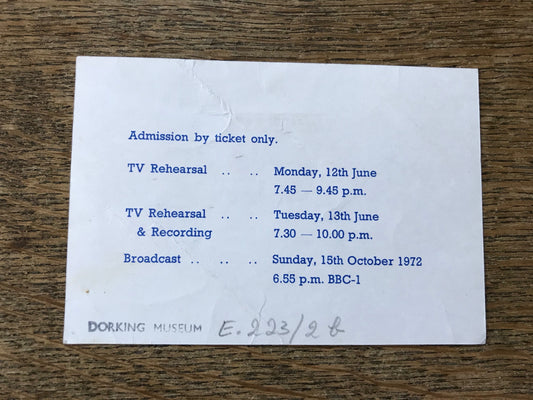 Admission by ticket only.
TV Rehearsal .. .. Monday, 12th June
7.45 — 9.45 p.m.
TV Rehearsal .. .. Tuesday, 13th June
& Recording 7.30 — 10.00 p.m.
Broadcast .. .. .. Sunday, 15th October 1972
6.55 p.m. BBC-1
DORKING MUSEUM E.223/2 b